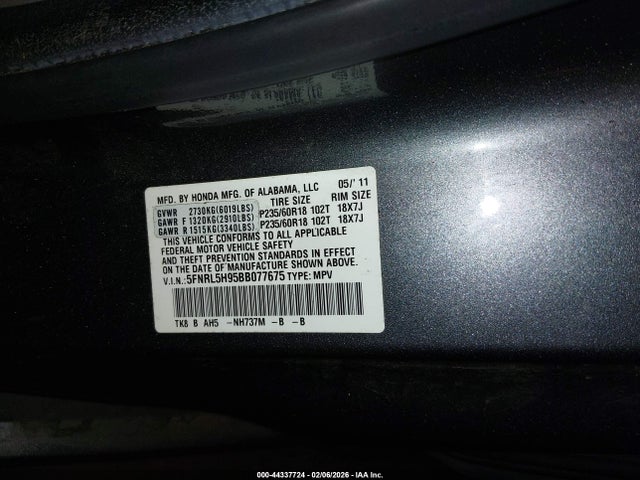 MFD. BY HONDA MFG. OF ALABAMA, LLC 05/'11
TIRE SIZE RIM SIZE
GVWR 2730KG(6019LBS)
GAWR F 1320KG(2910LBS) P235/60R18 102T 18X7J
GAWR R 1515KG(3340LBS) P235/60R18 102T 18X7J
THIS VEHICLE CONFORMS TO ALL APPLICABLE
FEDERAL MOTOR VEHICLE SAFETY
AND THEFT PREVENTION STANDARDS IN EFFECT
ON THE DATE OF MANUFACTURE SHOWN ABOVE.
V.I.N.:5FNRL5H95BB077675 TYPE: MPV
TK8 B AH5 -NH737M -B -B
000-44337724 - 02/06/2026 - IAA Inc.